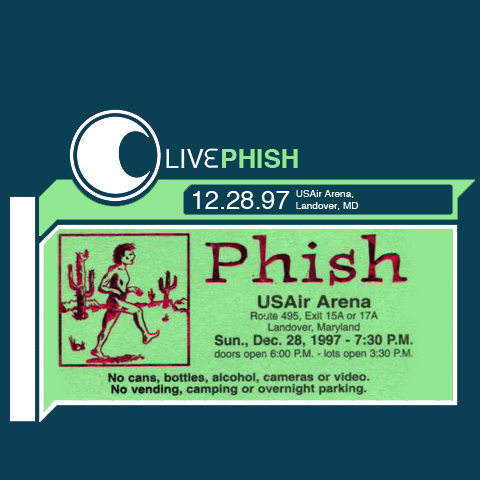 LIVEPHISH
12.28.97 USAir Arena,
Landover, MD
Phish
USAir Arena
Route 495, Exit 15A or 17A
Landover, Maryland
Sun., Dec. 28, 1997 - 7:30 P.M.
doors open 6:00 P.M. - lots open 3:30 P.M.
No cans, bottles, alcohol, cameras or video.
No vending, camping or overnight parking.